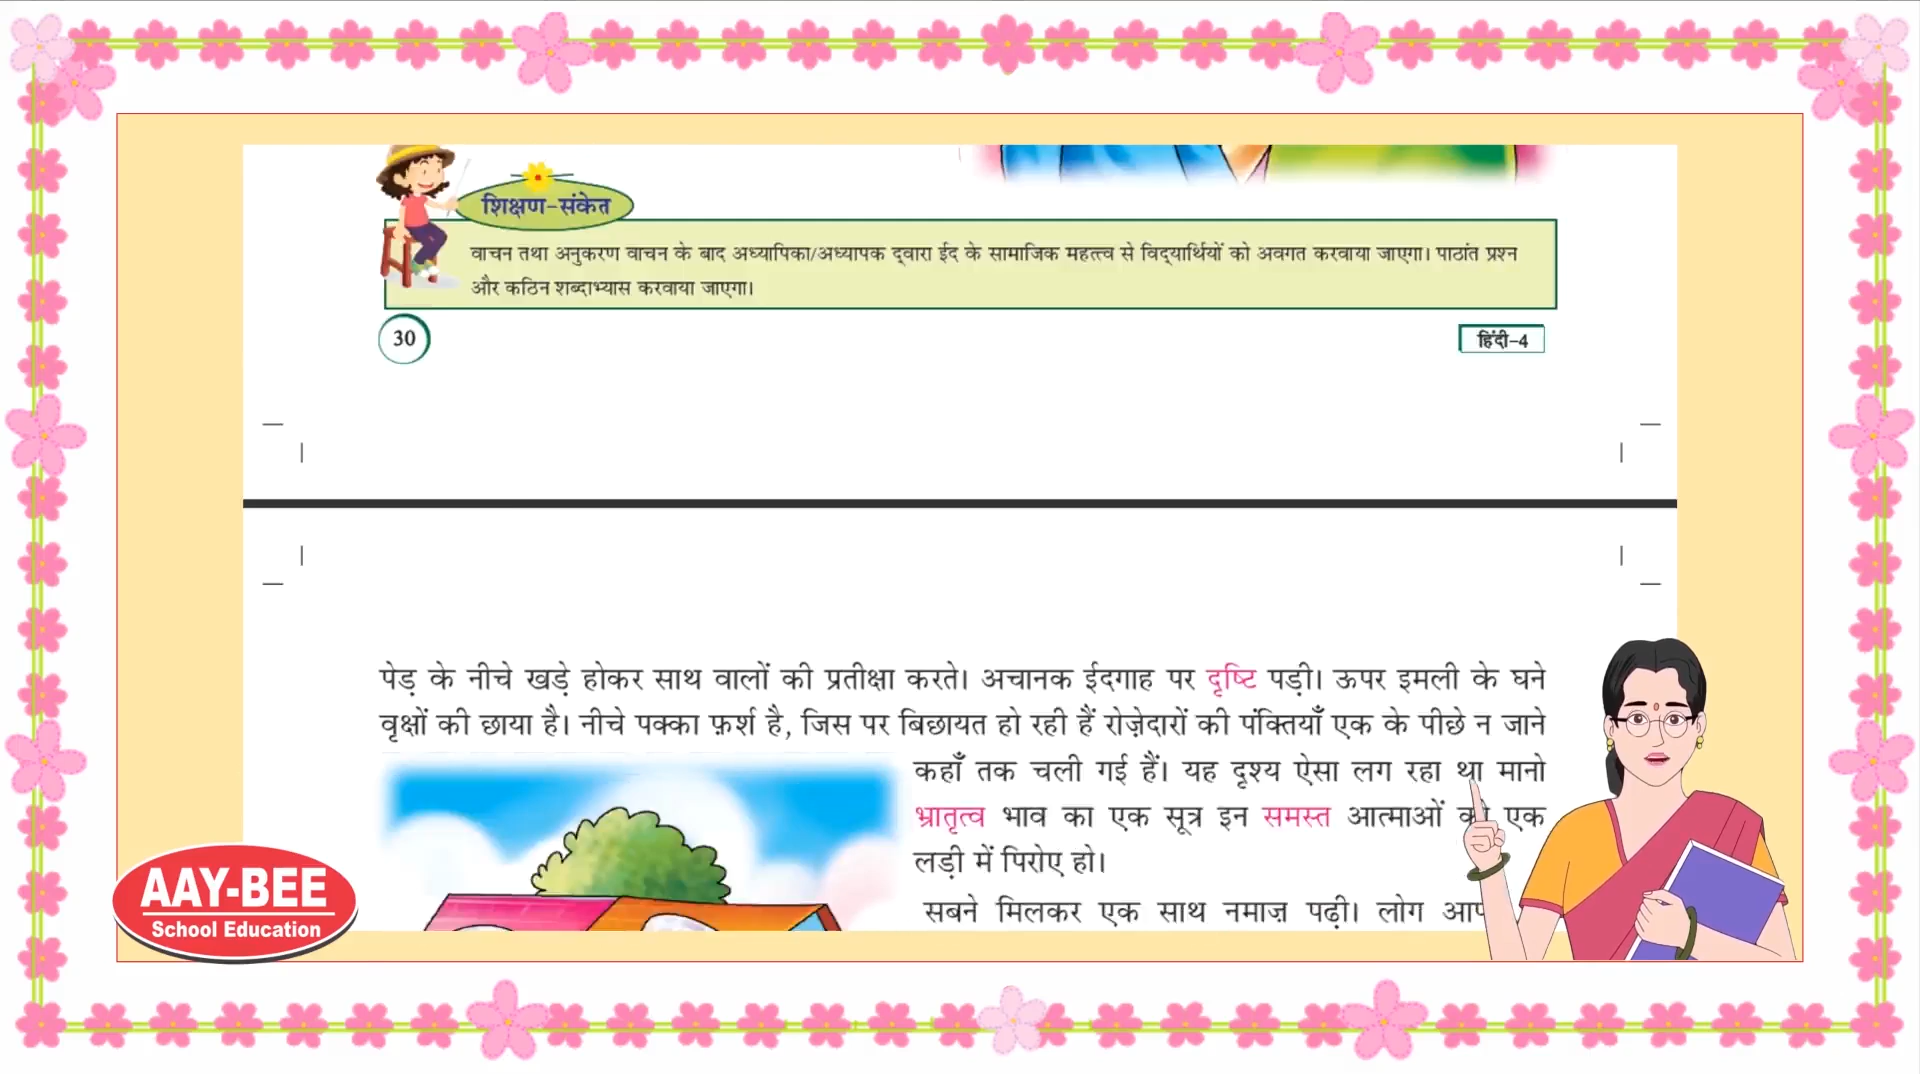 शिक्षण-संकेत
वाचन तथा अनुकरण वाचन के बाद अध्यापिका/अध्यापक द्वारा ईद के सामाजिक महत्त्व से विद्यार्थियों को अवगत करवाया जाएगा। पाठांत प्रश्न
और कठिन शब्दाभ्यास करवाया जाएगा।
30
हिंदी-4
पेड़ के नीचे खड़े होकर साथ वालों की प्रतीक्षा करते। अचानक ईदगाह पर दृष्टि पड़ी। ऊपर इमली के घने
वृक्षों की छाया है। नीचे पक्का फ़र्श है, जिस पर बिछायत हो रही हैं रोज़ेदारों की पंक्तियाँ एक के पीछे न जाने
कहाँ तक चली गई हैं। यह दृश्य ऐसा लग रहा था मानो
भ्रातृत्व भाव का एक सूत्र इन समस्त आत्माओं को एक
लड़ी में पिरोए हो।
सबने मिलकर एक साथ नमाज़ पढ़ी। लोग
AAY-BEE
School Education